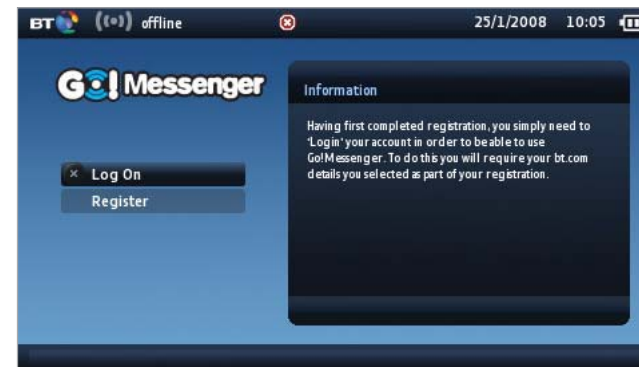 BT ((•)) offline 25/1/2008 10:05
GO! Messenger
Information
Having first completed registration, you simply need to
'Login' your account in order to be able to use
Go!Messenger. To do this you will require your bt.com
details you selected as part of your registration.
Log On
Register